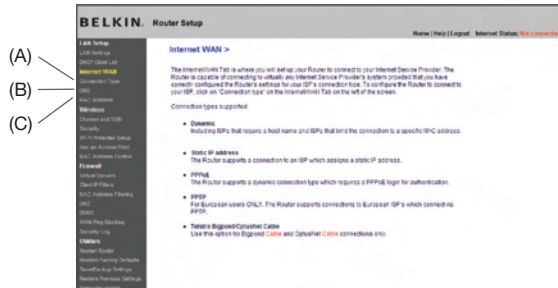 BELKIN. Router Setup
Home | Help | Logout Internet Status: Not connected
(A)
(B)
(C)
LAN Setup
LAN Settings
DHCP Client List
Internet WAN
Connection Type
DNS
MAC Address
Wireless
Channel and SSID
Security
Wi-Fi Protected Setup
Use as Access Point
MAC Address Control
Firewall
Virtual Servers
Client IP Filters
MAC Address Filtering
DMZ
DDNS
WAN Ping Blocking
Security Log
Utilities
Restart Router
Restore Factory Defaults
Save/Backup Settings
Restore Previous Settings
Internet WAN >
The Internet/WAN Tab is where you will set up your Router to connect to your Internet Service Provider. The
Router is capable of connecting to virtually any Internet Service Provider's system provided that you have
correctly configured the Router's settings for your ISP's connection type. To configure the Router to connect to
your ISP, click on "Connection type" on the Internet/WAN Tab on the left of the screen.
Connection types supported
• Dynamic
Including ISPs that require a host name and ISPs that bind the connection to a specific MAC address.
• Static IP address
The Router supports a connection to an ISP which assigns a static IP address.
• PPPoE
The Router supports a dynamic connection type which requires a PPPoE login for authentication.
• PPTP
For European users ONLY. The Router supports connections to European ISP's which connect via
PPTP.
• Telstra Bigpond/OptusNet Cable
Use this option for Bigpond Cable and OptusNet Cable connections only.